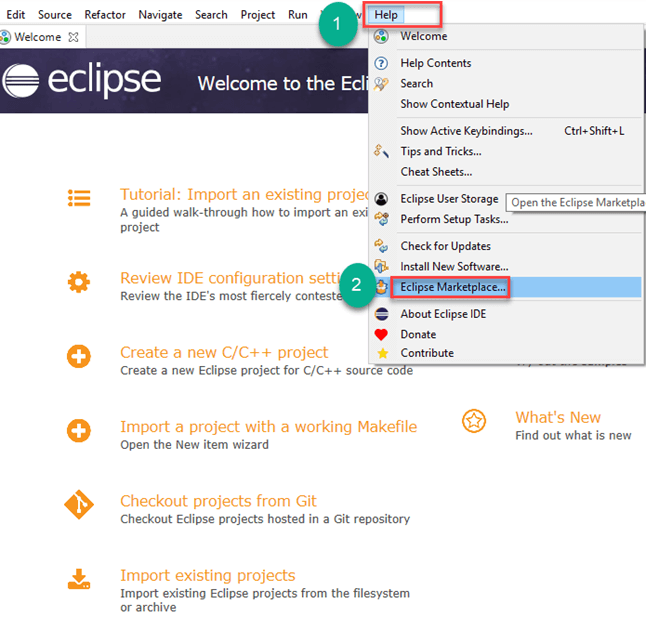 Edit Source Refactor Navigate Search Project Run w Help
1
Welcome
eclipse
Welcome to the Ecli
Welcome
Help Contents
Search
Show Contextual Help
Show Active Keybindings... Ctrl+Shift+L
Tips and Tricks...
Cheat Sheets...
Eclipse User Storage
Open the Eclipse Marketpla
Perform Setup Tasks...
Check for Updates
Install New Software...
2
Eclipse Marketplace...
About Eclipse IDE
Donate
Contribute
Tutorial: Import an existing projec
A guided walk-through how to import an exi
project
Review IDE configuration setti
Review the IDE's most fiercely conteste
Create a new C/C++ project
Create a new Eclipse project for C/C++ source code
Import a project with a working Makefile
Open the New item wizard
Checkout projects from Git
Checkout Eclipse projects hosted in a Git repository
Import existing projects
Import existing Eclipse projects from the filesystem
or archive
What's New
Find out what is new